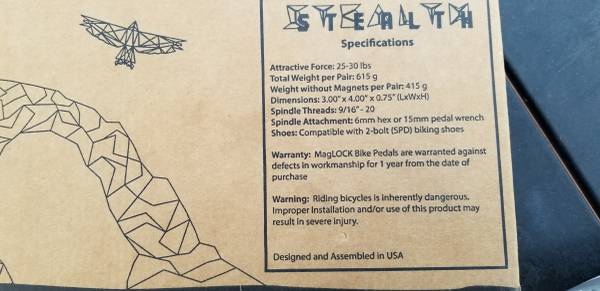 STEALTH
Specifications
Attractive Force: 25-30 lbs
Total Weight per Pair: 615 g
Weight without Magnets per Pair: 415 g
Dimensions: 3.00" x 4.00" x 0.75" (LxWxH)
Spindle Threads: 9/16" - 20
Spindle Attachment: 6mm hex or 15mm pedal wrench
Shoes: Compatible with 2-bolt (SPD) biking shoes
Warranty: MagLOCK Bike Pedals are warranted against
defects in workmanship for 1 year from the date of
purchase
Warning: Riding bicycles is inherently dangerous.
Improper Installation and/or use of this product may
result in severe injury.
Designed and Assembled in USA